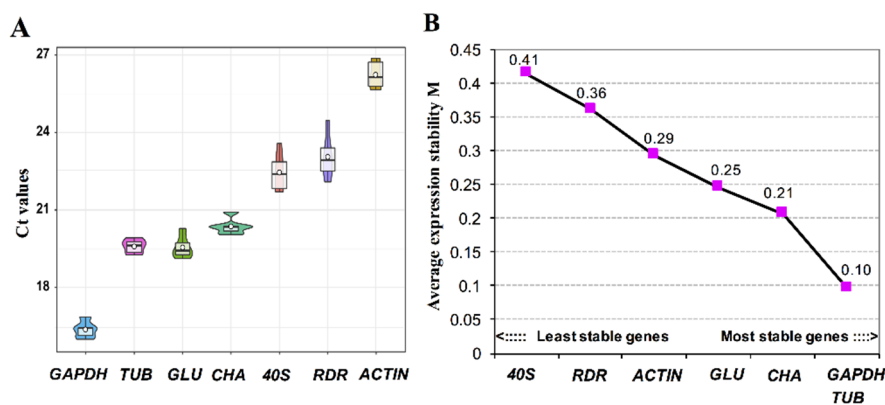 A
Ct values
27
24
21
18
GAPDH TUB GLU CHA 40S RDR ACTIN
B
Average expression stability M
0.45
0.4
0.35
0.3
0.25
0.2
0.15
0.1
0.05
0
0.41
0.36
0.29
0.25
0.21
0.10
<::::: Least stable genes Most stable genes ::::>
40S RDR ACTIN GLU CHA GAPDH
TUB